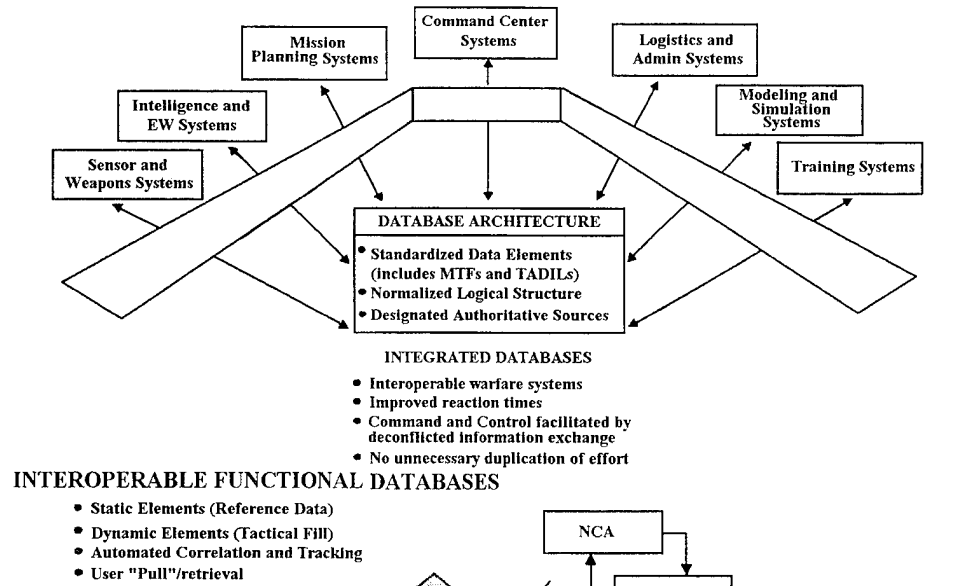 Command Center
Systems
Mission
Planning Systems
Logistics and
Admin Systems
Intelligence and
EW Systems
Modeling and
Simulation
Systems
Sensor and
Weapons Systems
Training Systems
DATABASE ARCHITECTURE
• Standardized Data Elements
(includes MTFs and TADILs)
• Normalized Logical Structure
• Designated Authoritative Sources
INTEGRATED DATABASES
• Interoperable warfare systems
• Improved reaction times
• Command and Control facilitated by
deconflicted information exchange
• No unnecessary duplication of effort
INTEROPERABLE FUNCTIONAL DATABASES
• Static Elements (Reference Data)
• Dynamic Elements (Tactical Fill)
• Automated Correlation and Tracking
• User "Pull"/retrieval
NCA